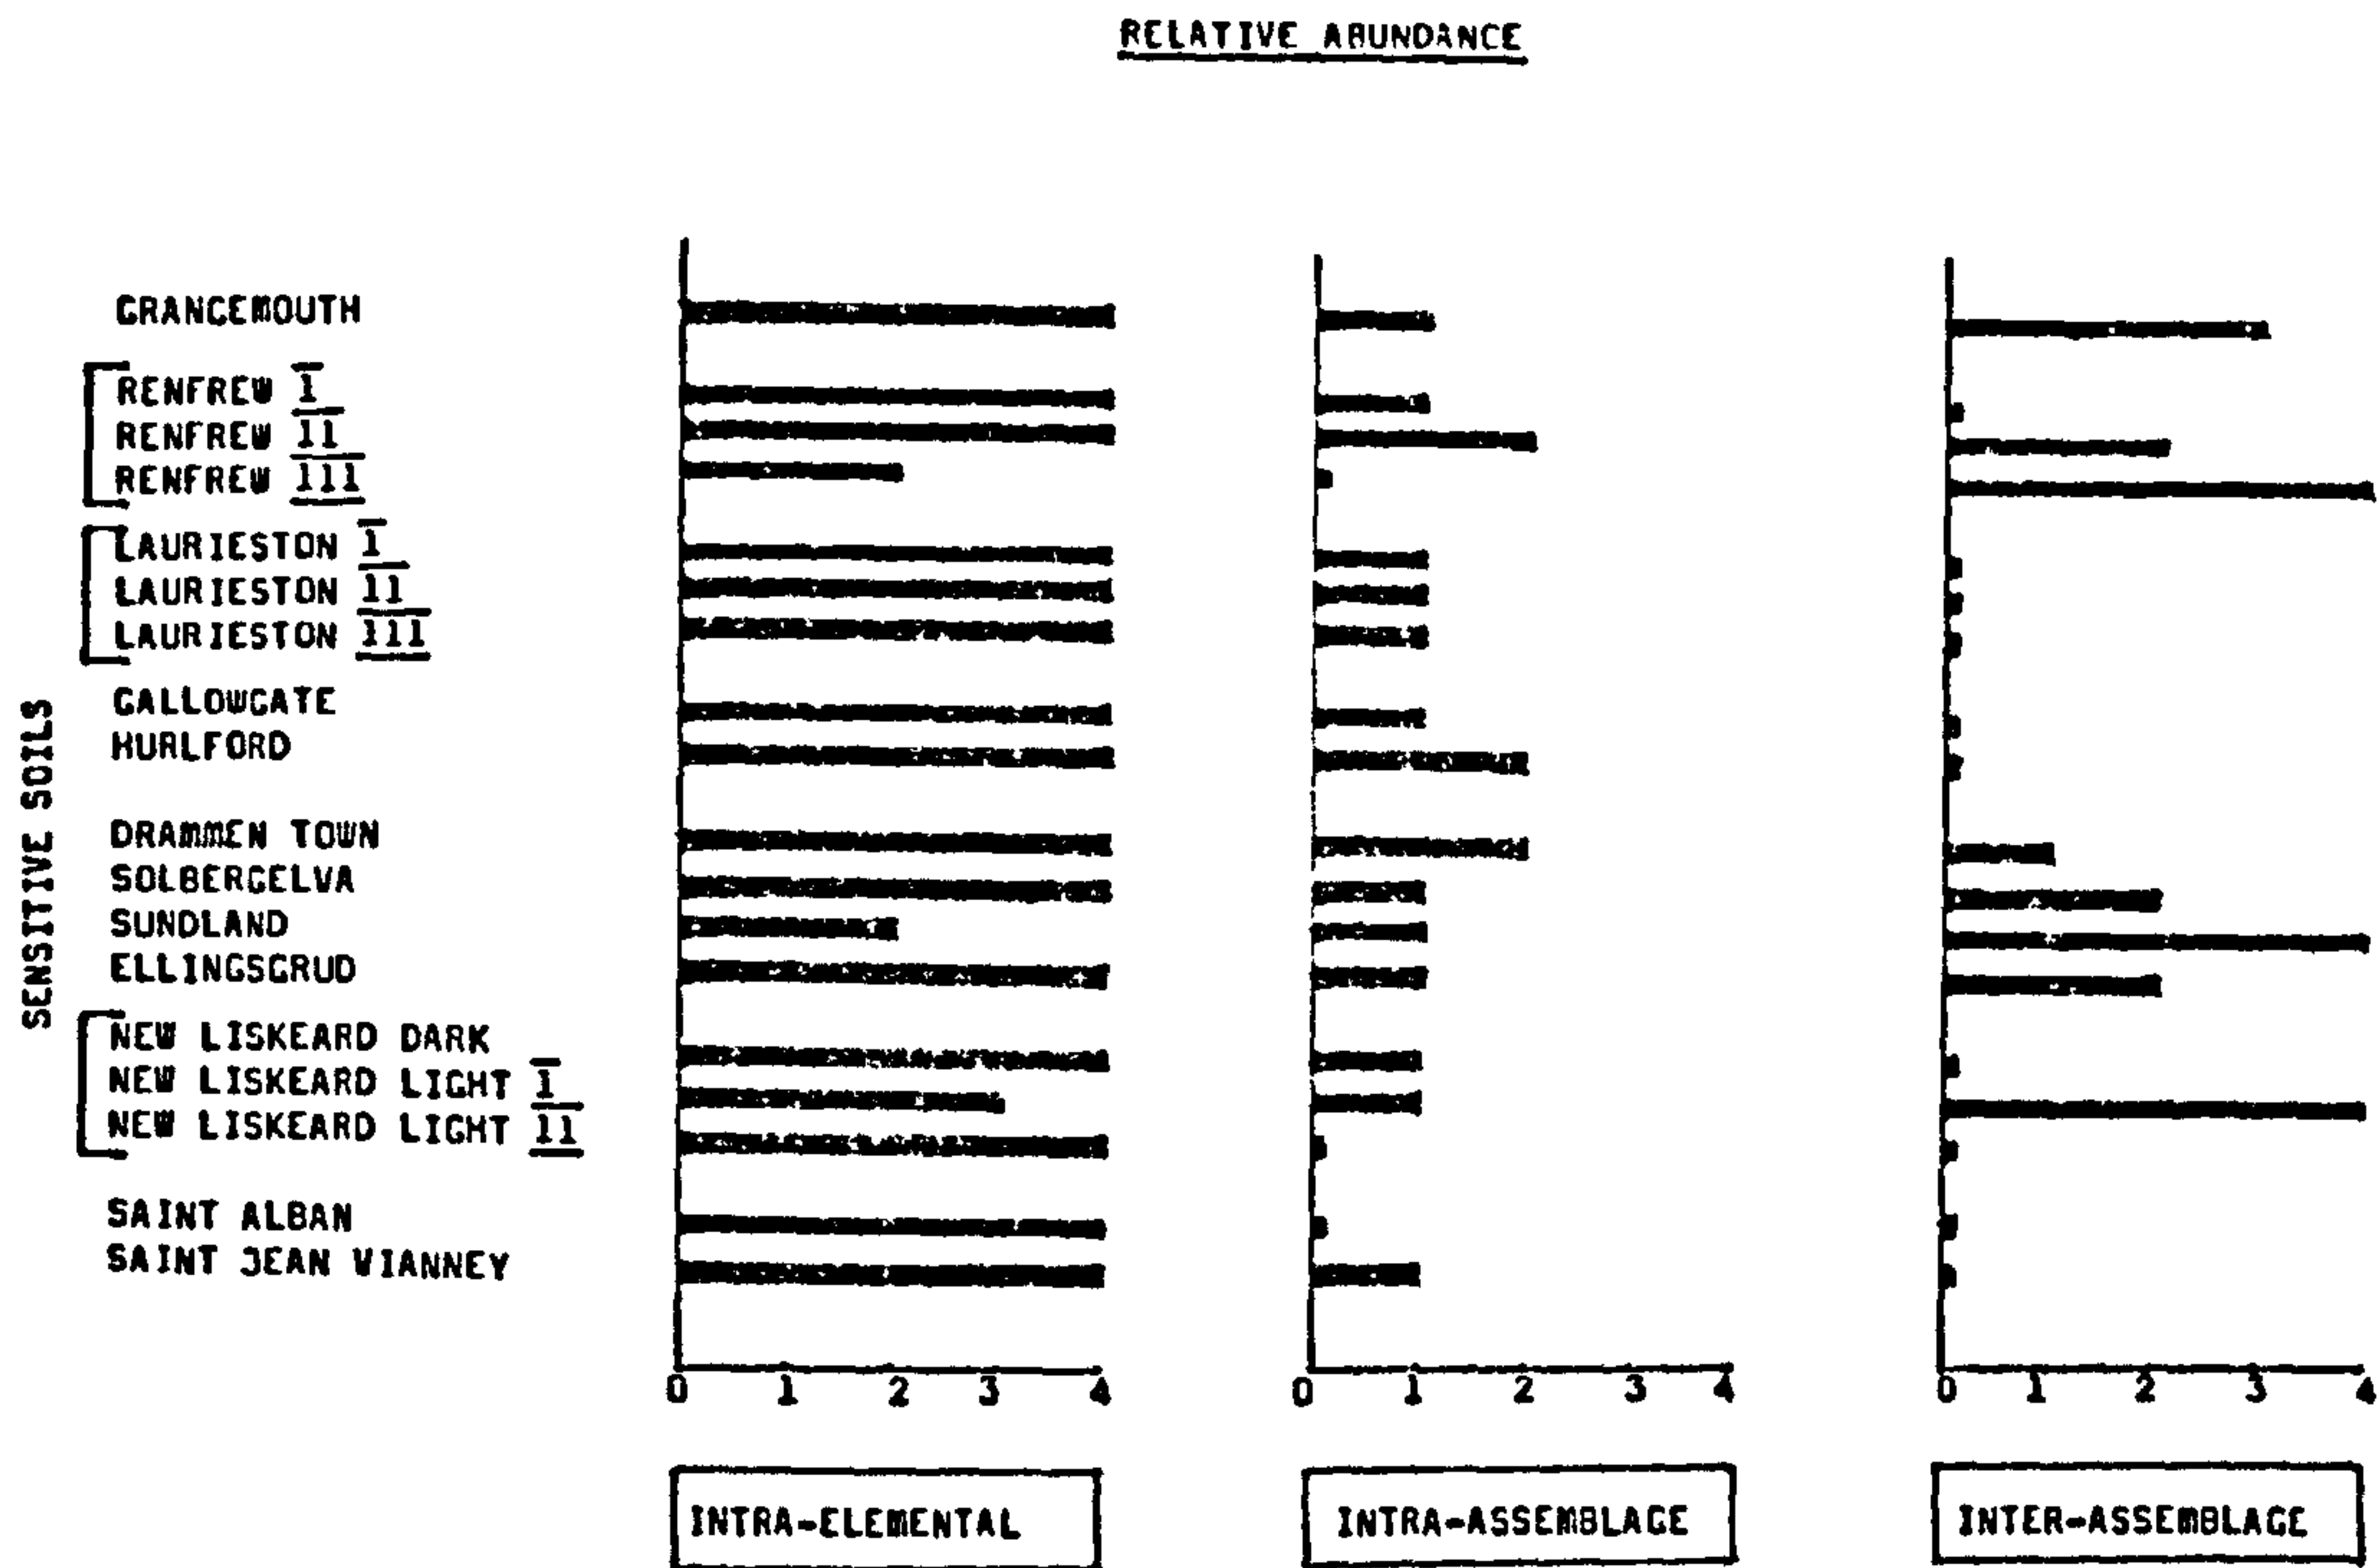 RELATIVE ABUNDANCE
GRANGEMOUTH
RENFREW I
RENFREW II
RENFREW III
LAURIESTON I
LAURIESTON II
LAURIESTON III
GALLOWGATE
HURLFORD
DRAMMEN TOWN
SOLBERGELVA
SUNDLAND
ELLINGSGRUD
NEW LISKEARD DARK
NEW LISKEARD LIGHT I
NEW LISKEARD LIGHT II
SAINT ALBAN
SAINT JEAN VIANNEY
SENSITIVE SOILS
0 1 2 3 4
0 1 2 3 4
0 1 2 3 4
INTRA-ELEMENTAL
INTRA-ASSEMBLAGE
INTER-ASSEMBLAGE